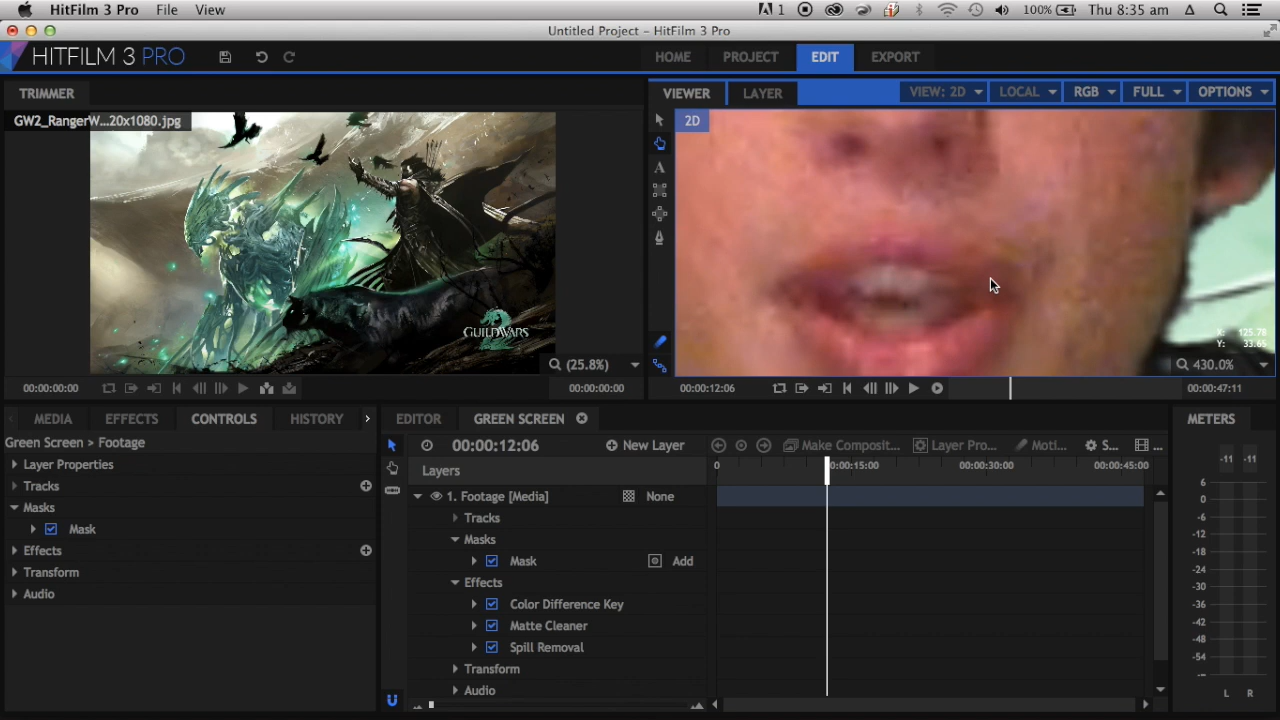 HitFilm 3 Pro File View 1 100% Thu 8:35 am
Untitled Project – HitFilm 3 Pro
HITFILM 3 PRO HOME PROJECT EDIT EXPORT
TRIMMER VIEWER LAYER VIEW: 2D LOCAL RGB FULL OPTIONS
GW2_RangerW...20x1080.jpg 2D
A
GUILDWARS
X: 125.78
Y: 33.65
(25.8%) 430.0%
00:00:00:00 00:00:00:00 00:00:12:06 00:00:47:11
MEDIA EFFECTS CONTROLS HISTORY EDITOR GREEN SCREEN METERS
Green Screen > Footage 00:00:12:06 New Layer Make Composit... Layer Pro... Moti... S... ...
Layer Properties Layers 0 00:00:15:00 00:00:30:00 00:00:45:00 -11 -11
Tracks 1. Footage [Media] None
Masks Tracks
Mask Masks
Effects Mask Add
Transform Effects
Audio Color Difference Key
Matte Cleaner
Spill Removal
Transform
Audio
6
0
-6
-12
-18
-24
-30
-36
-42
-48
-54
L R